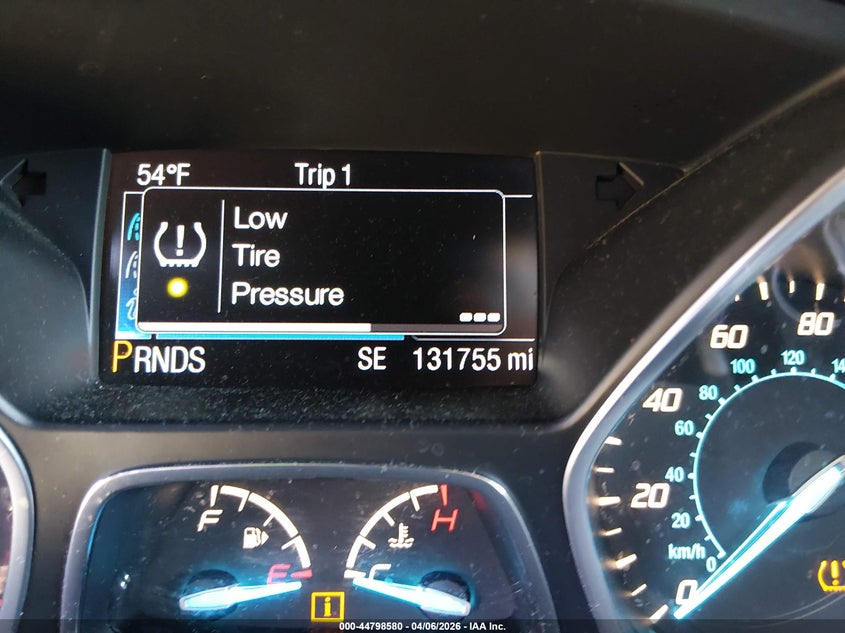 54°F Trip 1
Low
Tire
Pressure
PRNDS SE 131755 mi
F
E
H
C
i
0
20
40
60
80
km/h
0
20
40
60
80
100
120
000-44798580 - 04/06/2026 - IAA Inc.